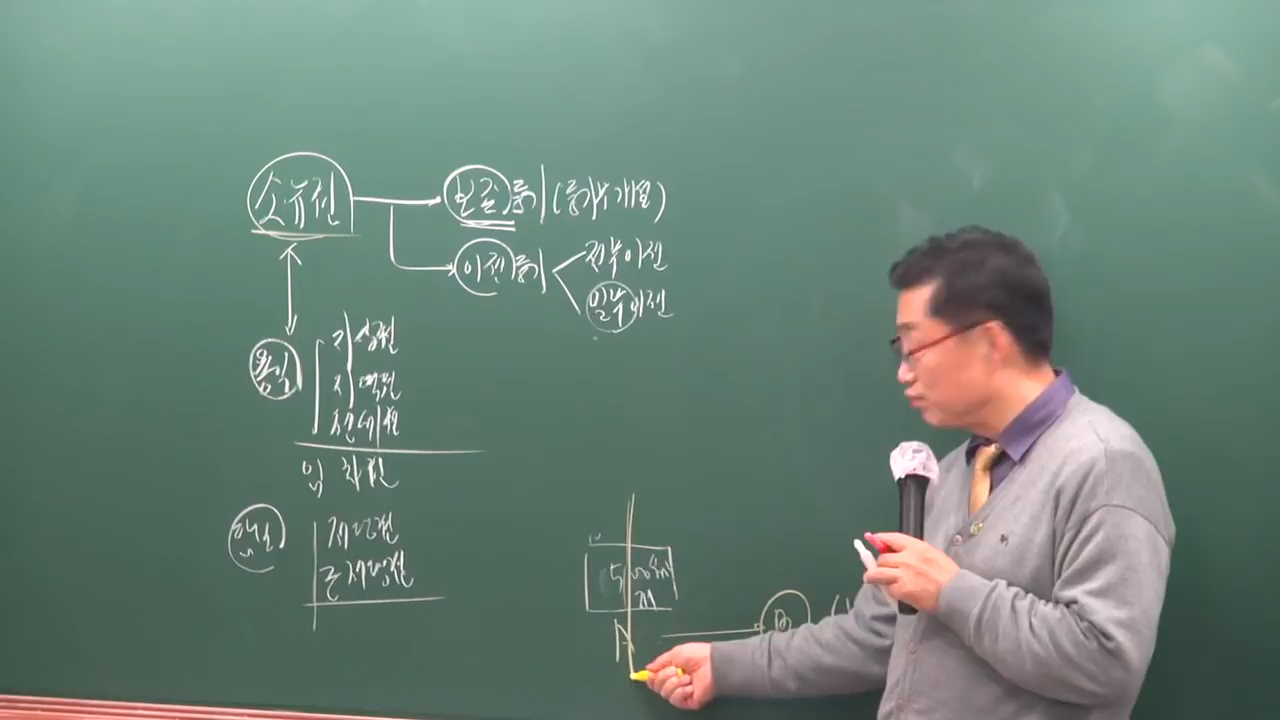 소유권
보존등기(등기부개설)
이전등기
전부이전
일부이전
용익
지상권
지역권
전세권
임차권
저당권
근저당권
A
B